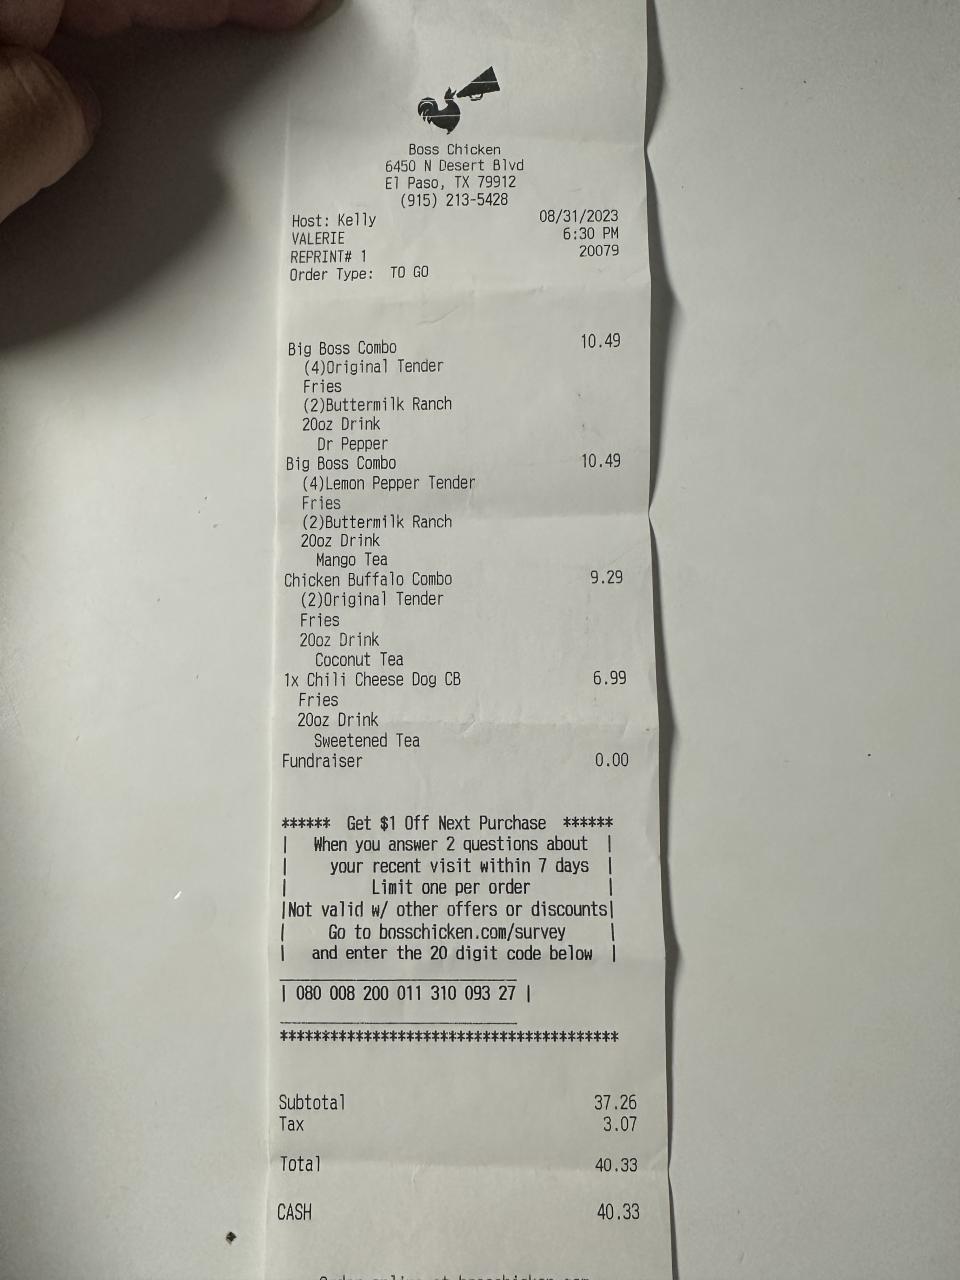 Boss Chicken
6450 N Desert Blvd
El Paso, TX 79912
(915) 213-5428
Host: Kelly 08/31/2023
VALERIE 6:30 PM
REPRINT# 1 20079
Order Type: TO GO
Big Boss Combo 10.49
(4)Original Tender
Fries
(2)Buttermilk Ranch
20oz Drink
Dr Pepper
Big Boss Combo 10.49
(4)Lemon Pepper Tender
Fries
(2)Buttermilk Ranch
20oz Drink
Mango Tea
Chicken Buffalo Combo 9.29
(2)Original Tender
Fries
20oz Drink
Coconut Tea
1x Chili Cheese Dog CB 6.99
Fries
20oz Drink
Sweetened Tea
Fundraiser 0.00
****** Get $1 Off Next Purchase ******
| When you answer 2 questions about |
| your recent visit within 7 days |
| Limit one per order |
|Not valid w/ other offers or discounts|
| Go to bosschicken.com/survey |
| and enter the 20 digit code below |
| 080 008 200 011 310 093 27 |
****************************************
Subtotal 37.26
Tax 3.07
Total 40.33
CASH 40.33